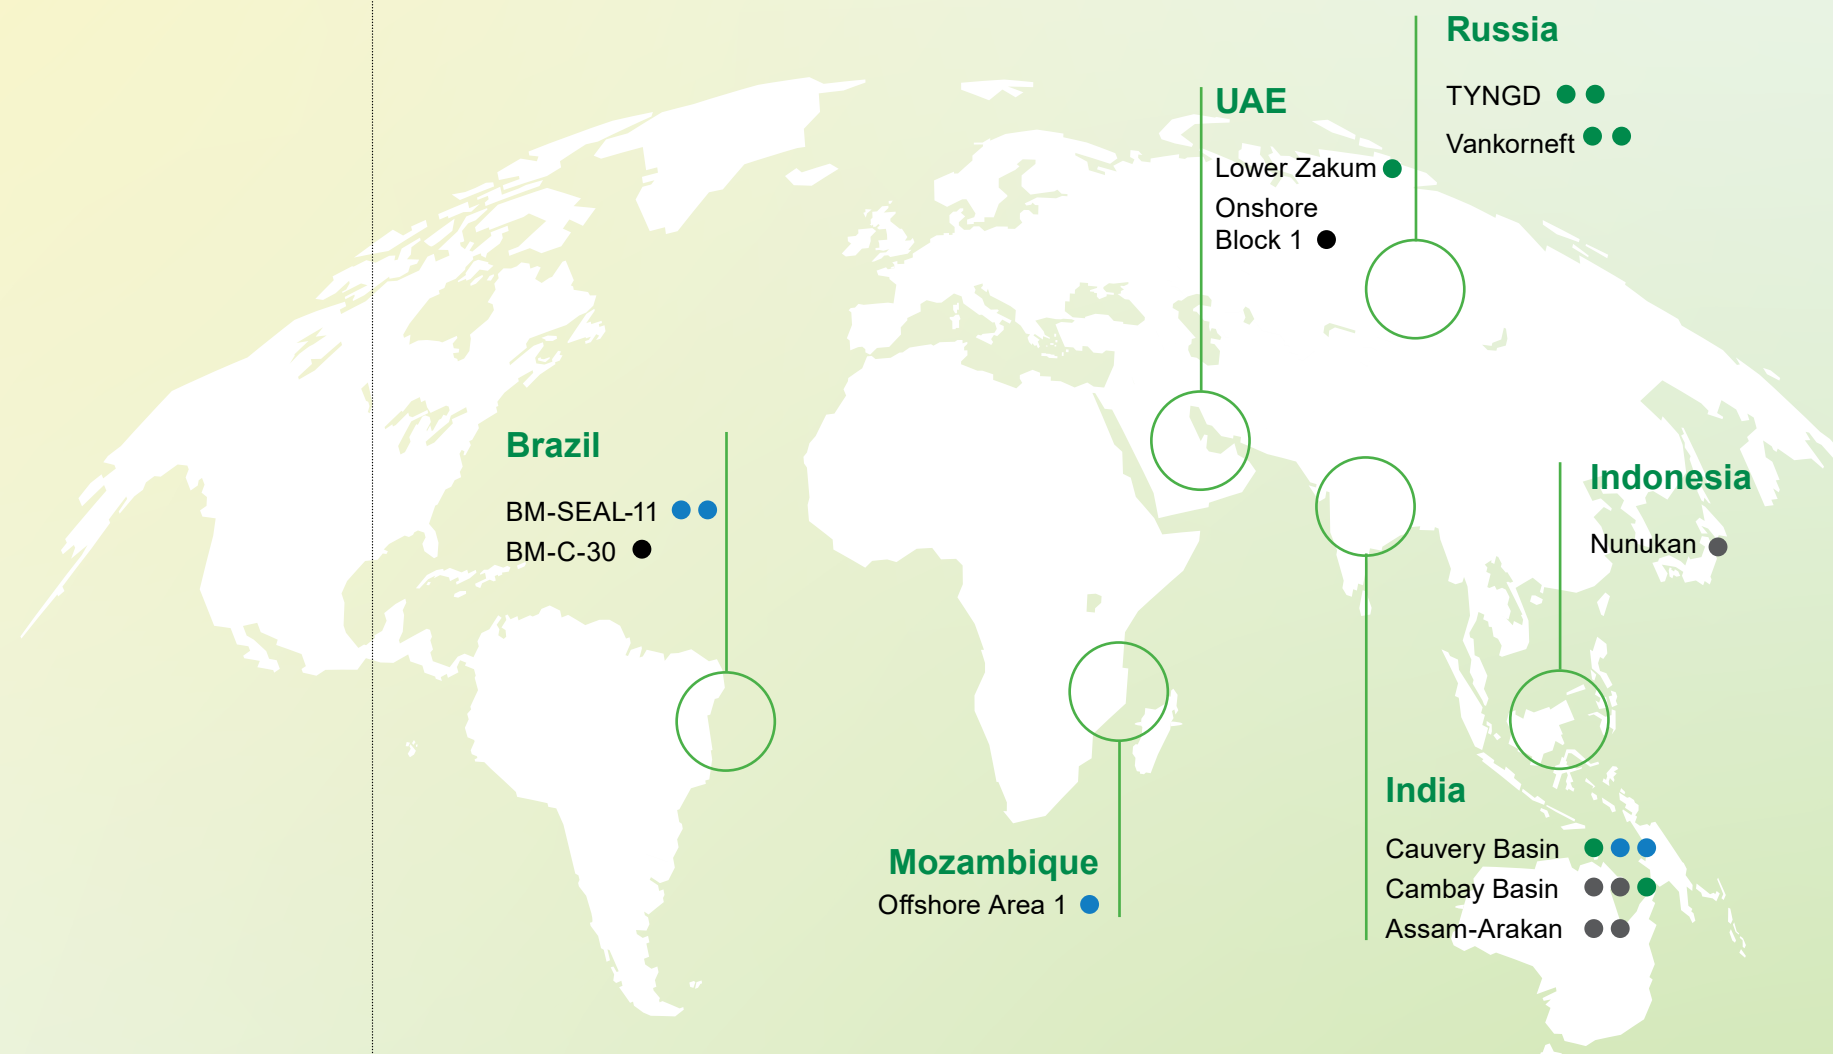 Russia
TYNGD
Vankorneft
UAE
Lower Zakum
Onshore
Block 1
Brazil
BM-SEAL-11
BM-C-30
Indonesia
Nunukan
India
Cauvery Basin
Cambay Basin
Assam-Arakan
Mozambique
Offshore Area 1